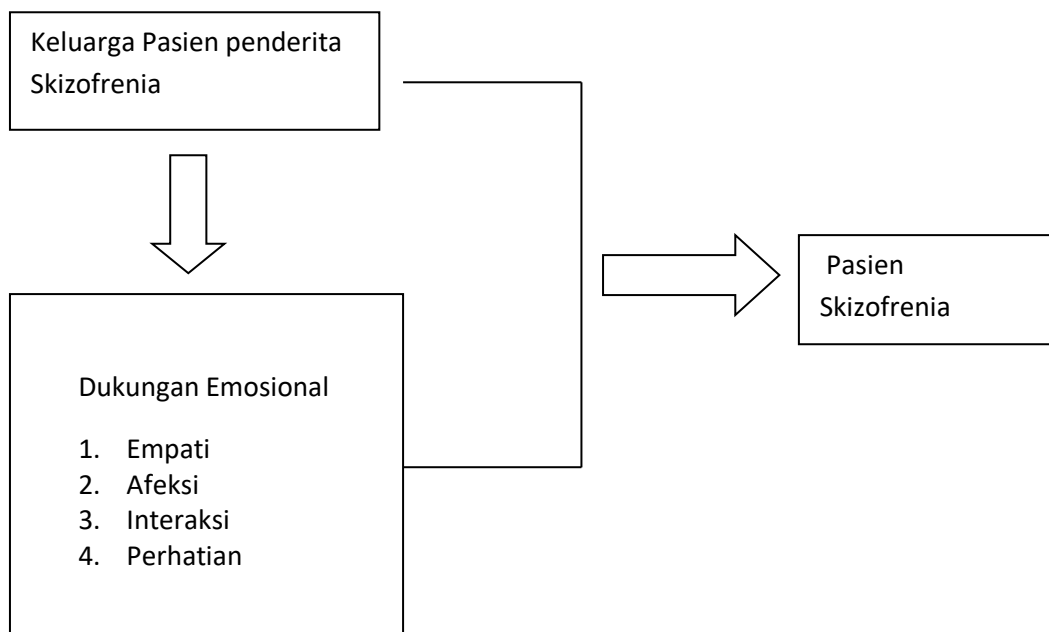 Keluarga Pasien penderita
Skizofrenia
Pasien
Skizofrenia
Dukungan Emosional
1. Empati
2. Afeksi
3. Interaksi
4. Perhatian